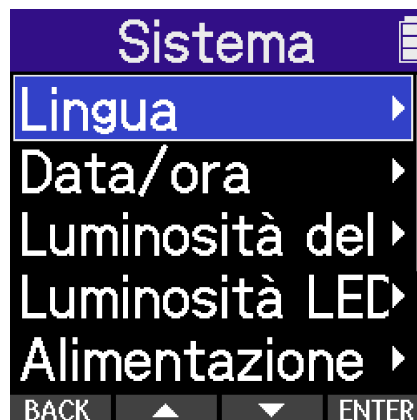 Sistema
Lingua
Data/ora
Luminosità del
Luminosità LED
Alimentazione
BACK ENTER